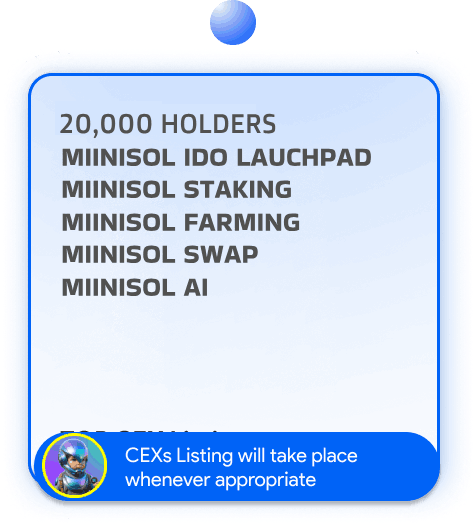 20,000 HOLDERS
MIINISOL IDO LAUCHPAD
MIINISOL STAKING
MIINISOL FARMING
MIINISOL SWAP
MIINISOL AI
CEXs Listing will take place
whenever appropriate